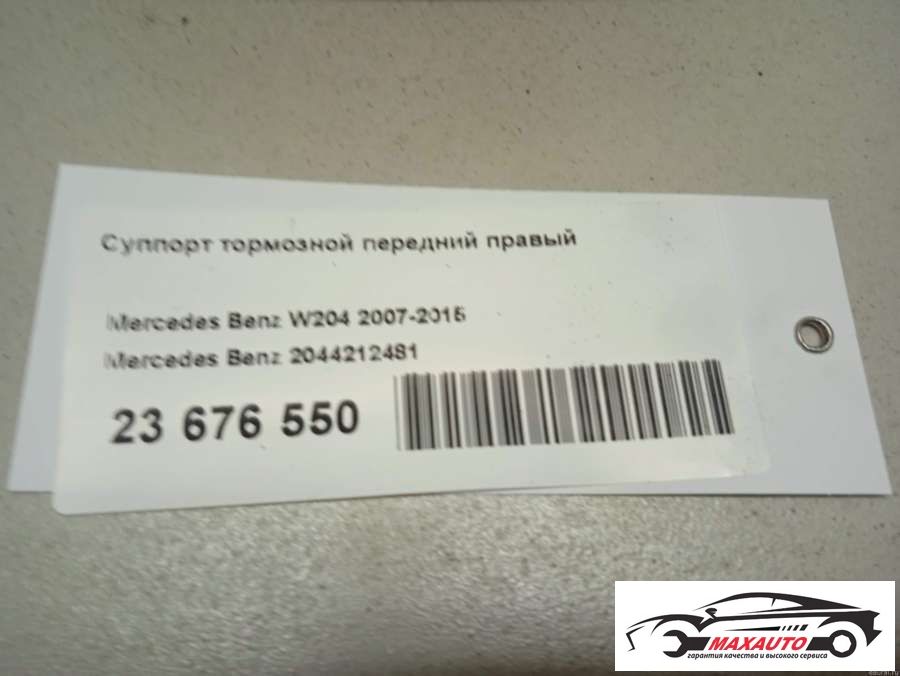 Суппорт тормозной передний правый
Mercedes Benz W204 2007-2015
Mercedes Benz 2044212481
23 676 550
MAXAUTO
гарантия качества и высокого сервиса